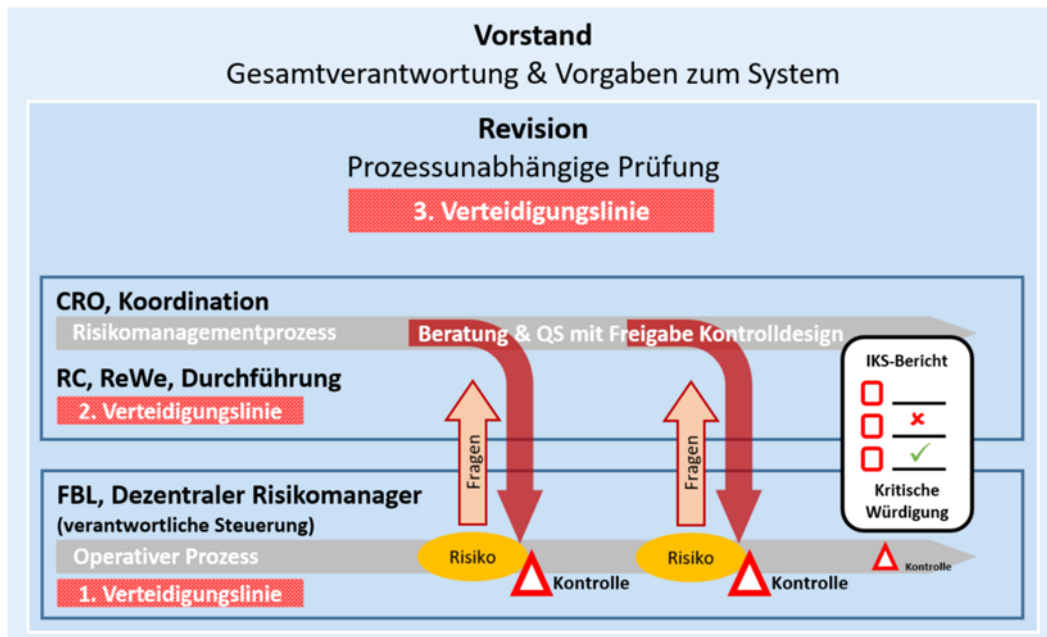 Vorstand
Gesamtverantwortung & Vorgaben zum System
Revision
Prozessunabhängige Prüfung
3. Verteidigungslinie
CRO, Koordination
Risikomanagementprozess
Beratung & QS mit Freigabe Kontrolldesign
RC, ReWe, Durchführung
2. Verteidigungslinie
Fragen
Fragen
IKS-Bericht
Kritische
Würdigung
FBL, Dezentraler Risikomanager
(verantwortliche Steuerung)
Operativer Prozess
Risiko
Kontrolle
Risiko
Kontrolle
Kontrolle
1. Verteidigungslinie